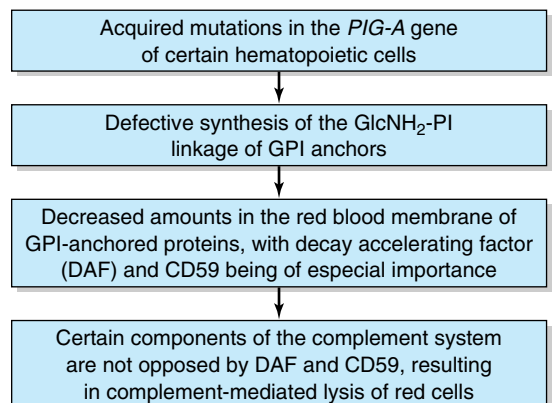 Acquired mutations in the PIG-A gene
of certain hematopoietic cells
Defective synthesis of the GlcNH₂-PI
linkage of GPI anchors
Decreased amounts in the red blood membrane of
GPI-anchored proteins, with decay accelerating factor
(DAF) and CD59 being of especial importance
Certain components of the complement system
are not opposed by DAF and CD59, resulting
in complement-mediated lysis of red cells